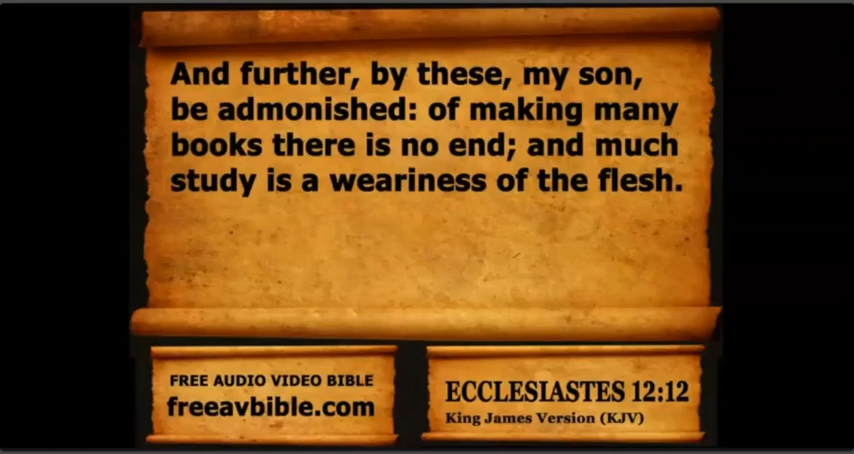 And further, by these, my son,
be admonished: of making many
books there is no end; and much
study is a weariness of the flesh.
FREE AUDIO VIDEO BIBLE
freeavbible.com
ECCLESIASTES 12:12
King James Version (KJV)